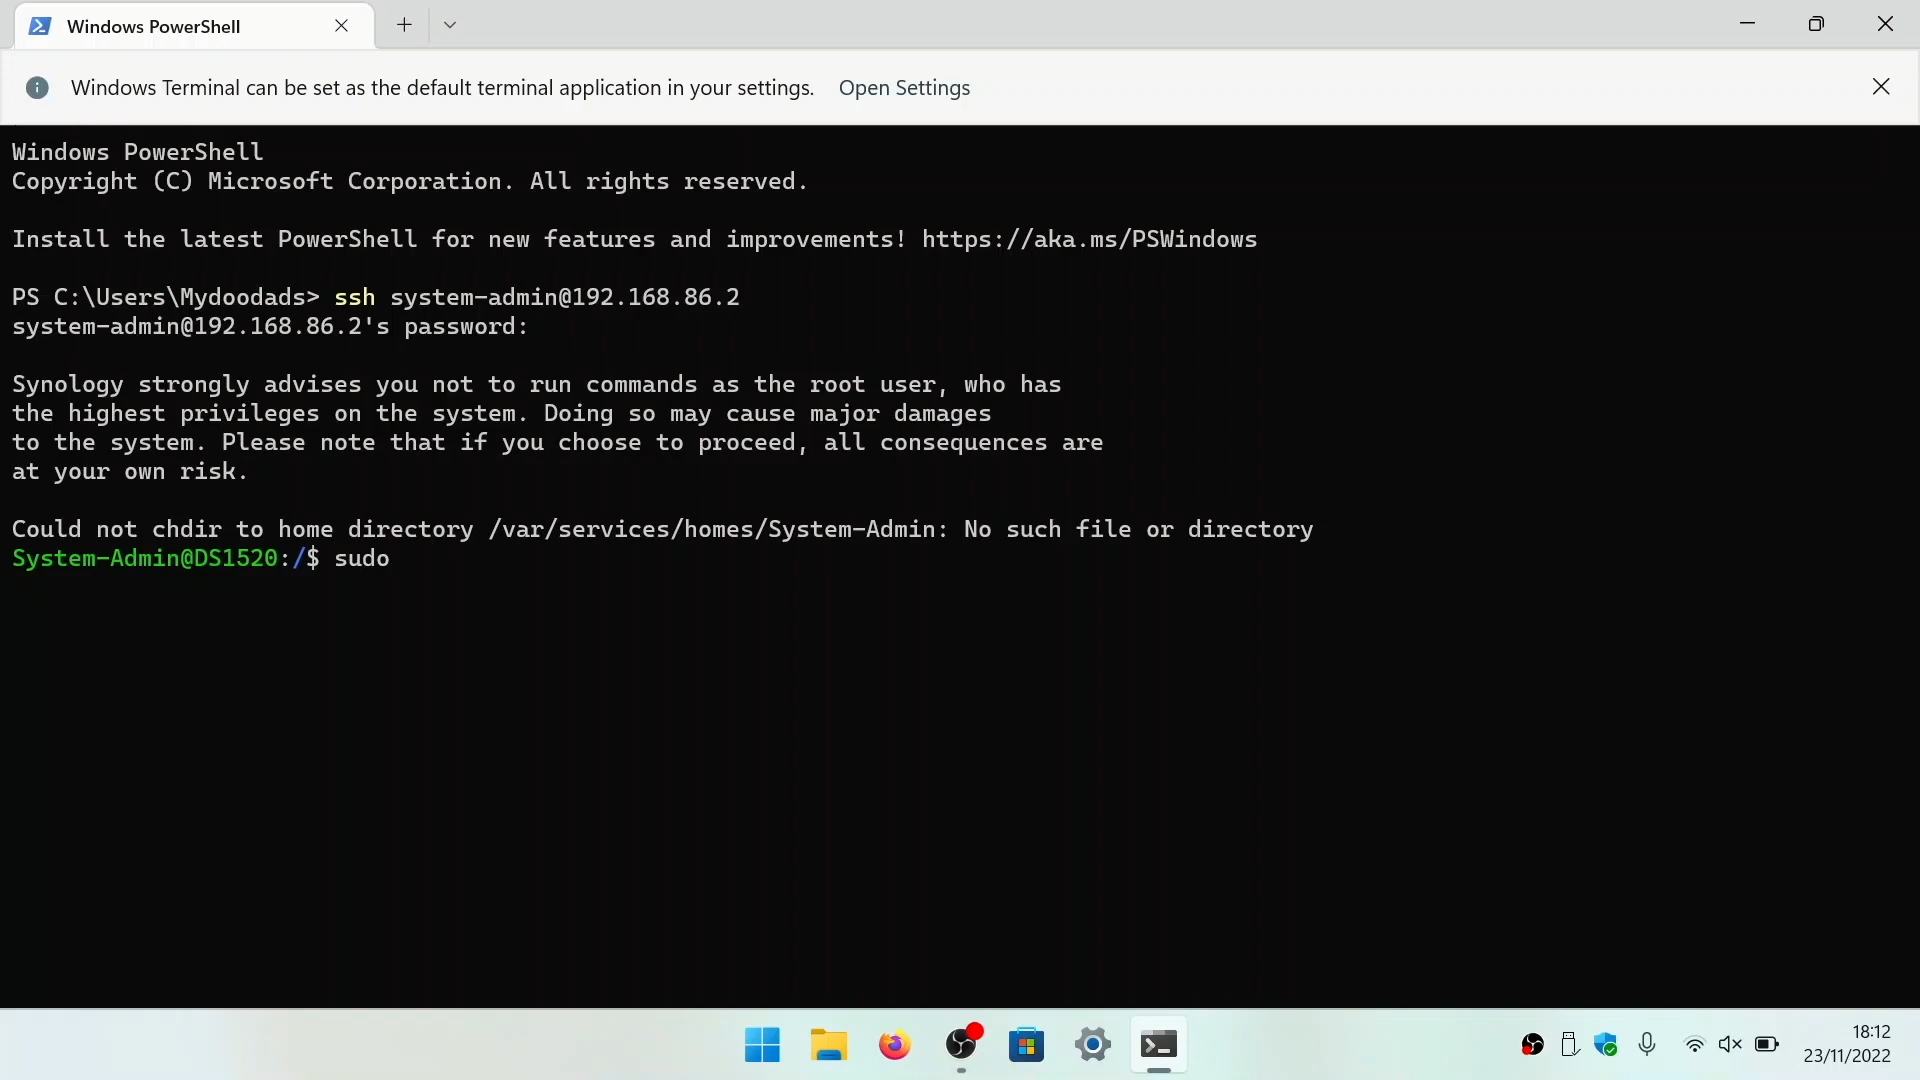 Windows PowerShell
Windows Terminal can be set as the default terminal application in your settings. Open Settings
Windows PowerShell
Copyright (C) Microsoft Corporation. All rights reserved.
Install the latest PowerShell for new features and improvements! https://aka.ms/PSWindows
PS C:\Users\Mydoodads> ssh system-admin@192.168.86.2
system-admin@192.168.86.2's password:
Synology strongly advises you not to run commands as the root user, who has
the highest privileges on the system. Doing so may cause major damages
to the system. Please note that if you choose to proceed, all consequences are
at your own risk.
Could not chdir to home directory /var/services/homes/System-Admin: No such file or directory
System-Admin@DS1520:/$ sudo
18:12
23/11/2022